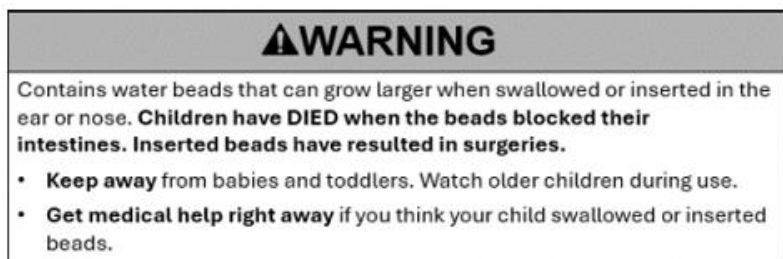 ⚠WARNING
Contains water beads that can grow larger when swallowed or inserted in the
ear or nose. Children have DIED when the beads blocked their
intestines. Inserted beads have resulted in surgeries.
• Keep away from babies and toddlers. Watch older children during use.
• Get medical help right away if you think your child swallowed or inserted
beads.